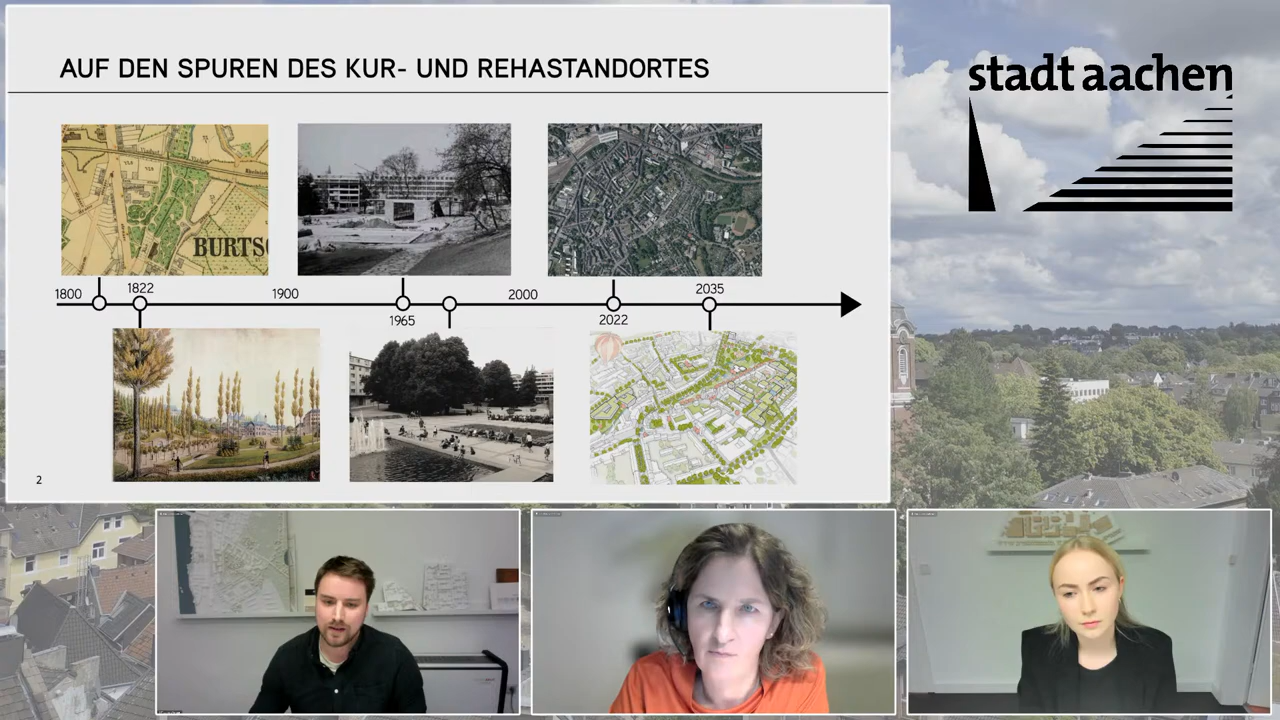 AUF DEN SPUREN DES KUR- UND REHASTANDORTES
stadt aachen
BURTS
1800
1822
1900
1965
2000
2022
2035
2